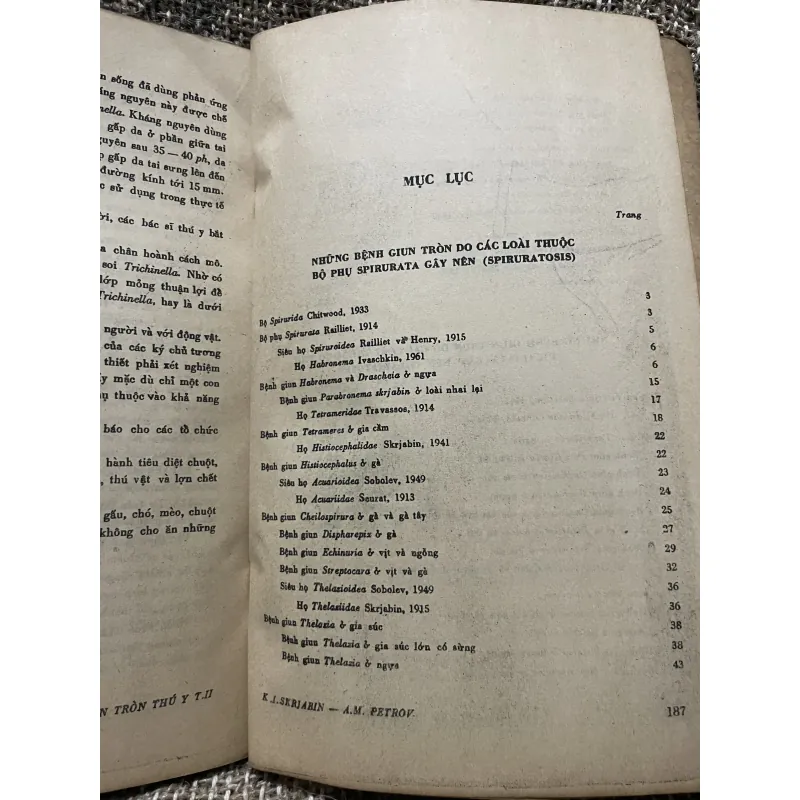 n sống đã dùng phản ứng
ng nguyên này được chế
nella. Kháng nguyên dùng
gấp da ở phần giữa tai
uyên sau 35 — 40 ph, da
p gấp da tai sưng lên đến
đường kính tới 15 mm.
c sử dụng trong thực tế
ời, các bác sĩ thú y bắt
a chân hoành cách mô.
soi Trichinella. Nhờ có
lớp mỏng thuận lợi để
Trichinella, hay là dưới
người và với động vật.
của các ký chủ tương
thiết phải xét nghiệm
y mặc dù chỉ một con
ụ thuộc vào khả năng
báo cho các tổ chức
hành tiêu diệt chuột,
, thú vật và lợn chết
gấu, chó, mèo, chuột
không cho ăn những
N TRÒN THÚ Y T.II
MỤC LỤC
Trang
NHỮNG BỆNH GIUN TRÒN DO CÁC LOÀI THUỘC
BỘ PHỤ SPIRURATA GÂY NÊN (SPIRURATOSIS)
Bộ Spirurida Chitwood, 1933 3
Bộ phụ Spirurata Railliet, 1914 3
Siêu họ Spiruroidea Railliet và Henry, 1915 5
Họ Habronema Ivaschkin, 1961 6
Bệnh giun Habronema và Drascheia ở ngựa 6
Bệnh giun Parabronema skrjabin ở loài nhai lại 15
Họ Tetrameridae Travassos, 1914 17
Bệnh giun Tetrameres ở gia cầm 18
Họ Histiocephalidae Skrjabin, 1941 22
Bệnh giun Histiocephalus ở gà 22
Siêu họ Acuarioidea Sobolev, 1949 23
Họ Acuariidae Seurat, 1913 24
Bệnh giun Cheilospirura ở gà và gà tây 25
Bệnh giun Dispharepix ở gà 27
Bệnh giun Echinuria ở vịt và ngỗng 29
Bệnh giun Streptocara ở vịt và gà 32
Siêu họ Thelazioidea Sobolev, 1949 36
Họ Thelaziidae Skrjabin, 1915 36
Bệnh giun Thelazia ở gia súc 38
Bệnh giun Thelazia ở gia súc lớn có sừng 38
Bệnh giun Thelazia ở ngựa 43
K.I.SKRJABIN — A.M. PETROV
187